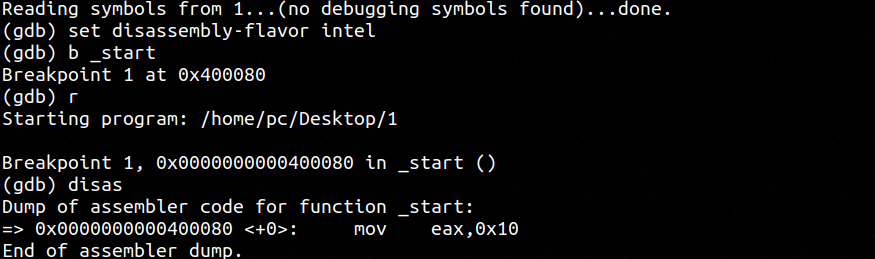 Reading symbols from 1...(no debugging symbols found)...done.
(gdb) set disassembly-flavor intel
(gdb) b _start
Breakpoint 1 at 0x400080
(gdb) r
Starting program: /home/pc/Desktop/1

Breakpoint 1, 0x0000000000400080 in _start ()
(gdb) disas
Dump of assembler code for function _start:
=> 0x0000000000400080 <+0>:     mov    eax,0x10
End of assembler dump.